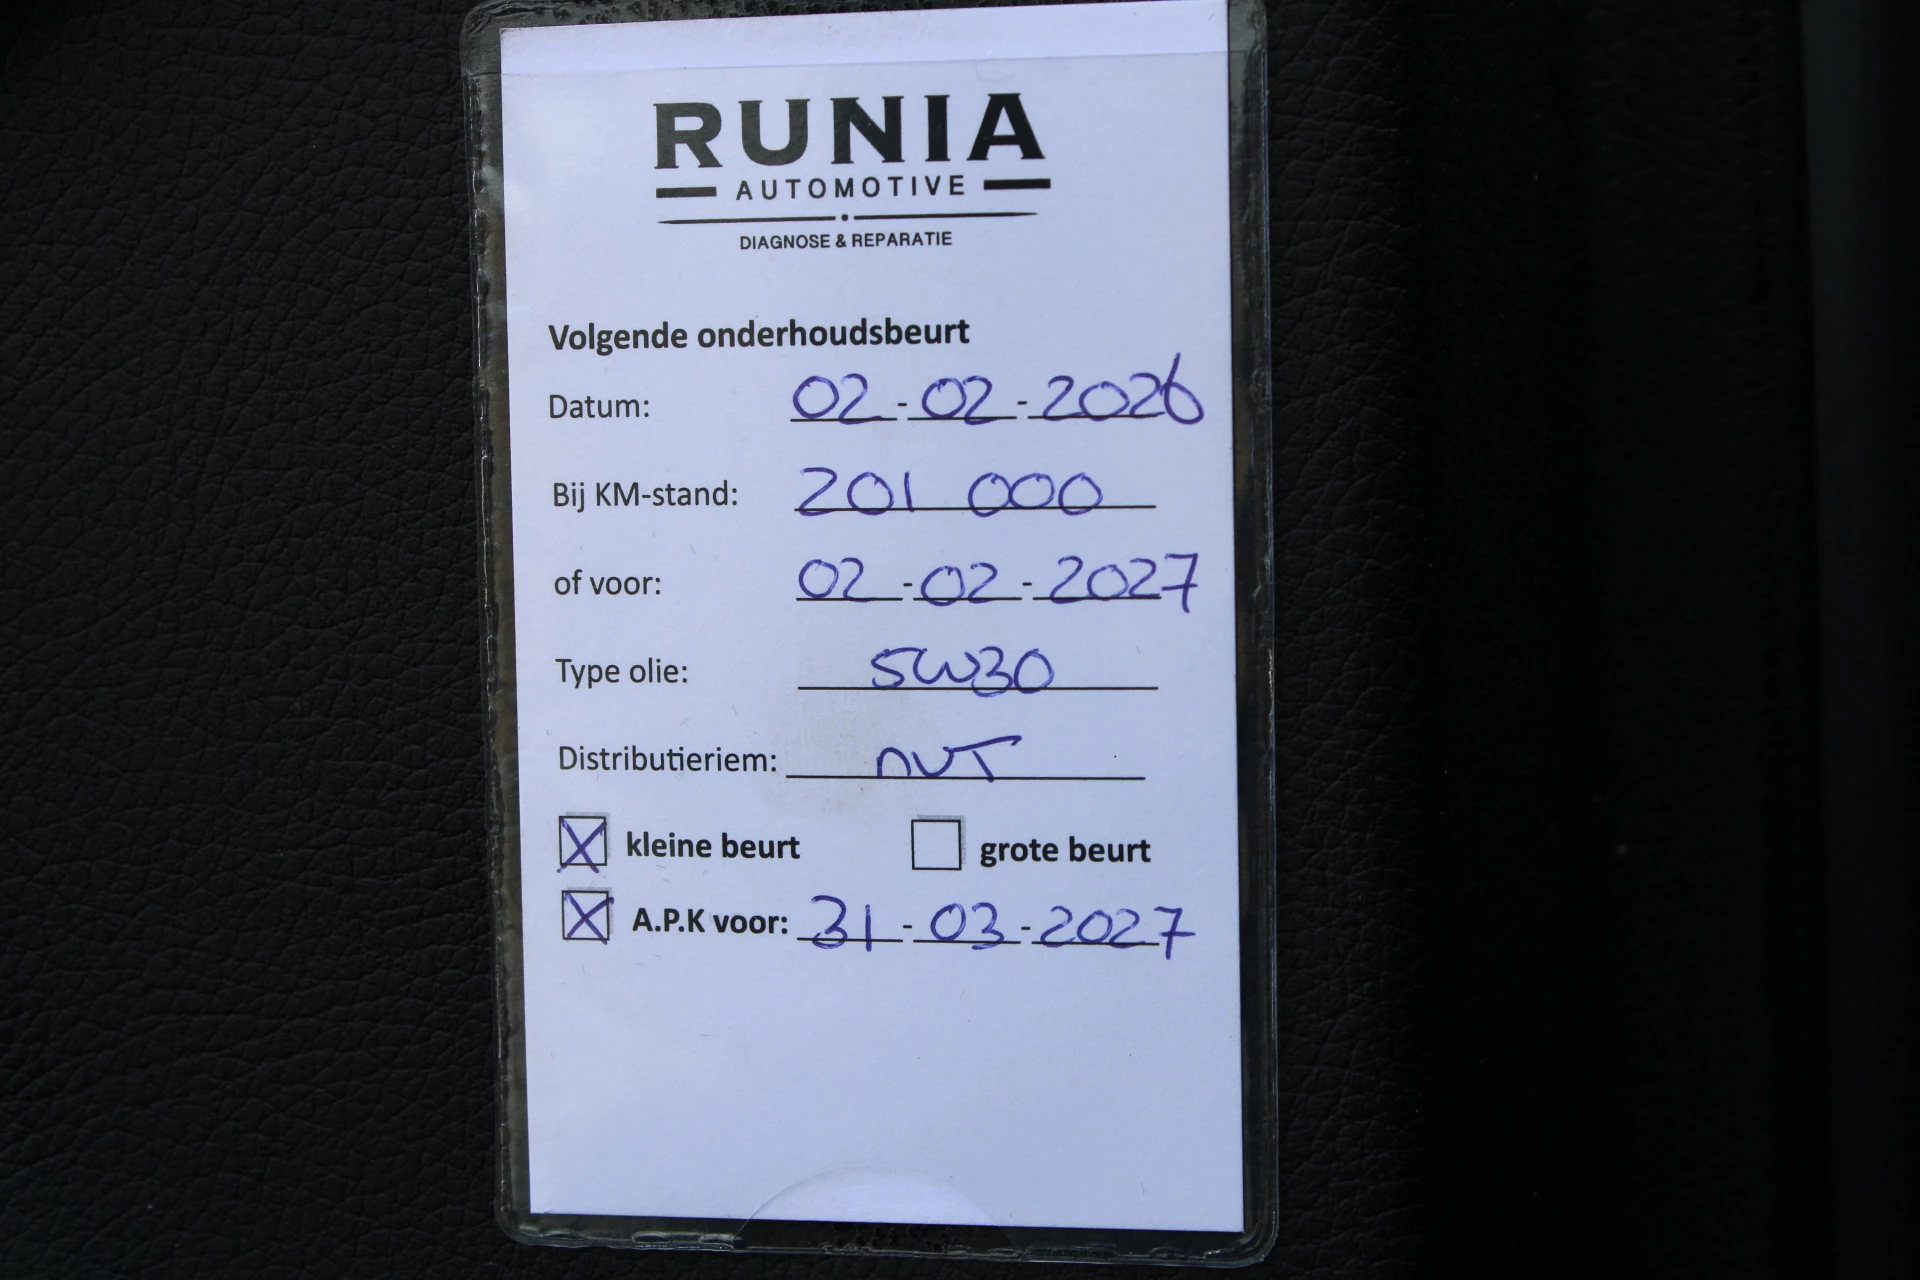 RUNIA
AUTOMOTIVE
DIAGNOSE & REPARATIE
Volgende onderhoudsbeurt
Datum: 02-02-2026
Bij KM-stand: 201 000
of voor: 02-02-2027
Type olie: 5W30
Distributieriem: nvT
kleine beurt grote beurt
A.P.K voor: 31-03-2027